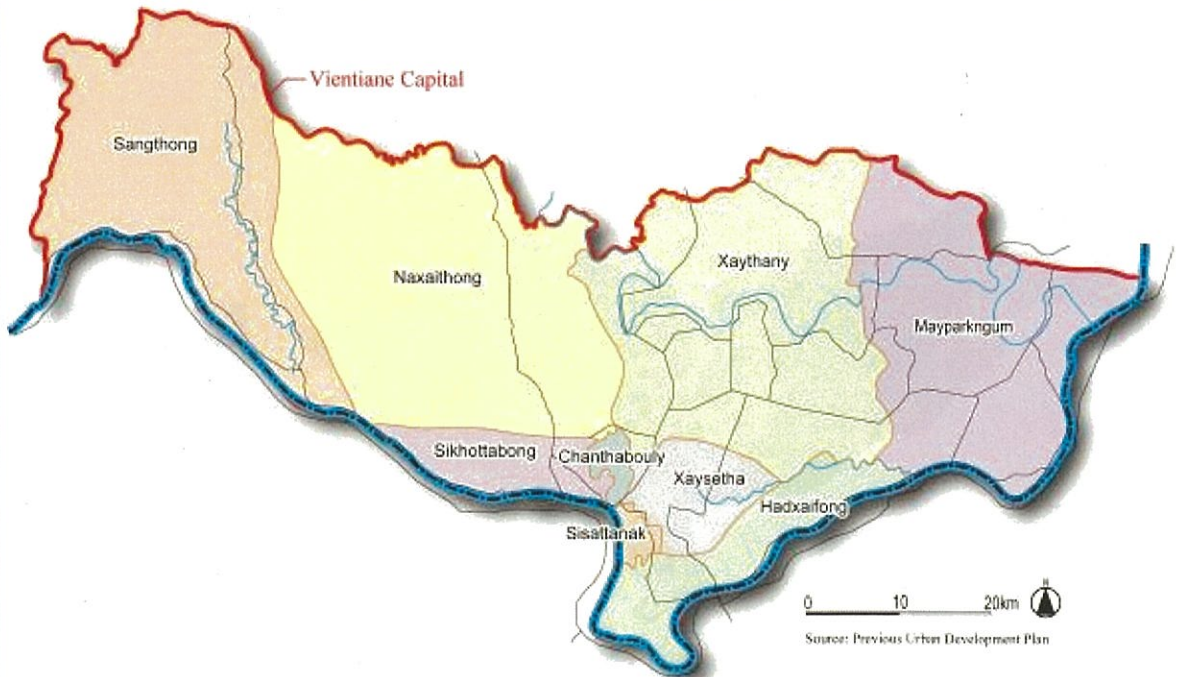 Vientiane Capital
Sangthong
Xaythany
Naxaithong
Mayparkngum
Sikhottabong
Chanthabouly
Xaysetha
Hadxaifong
Sisattanak
N
0 10 20km
Source: Previous Urban Development Plan